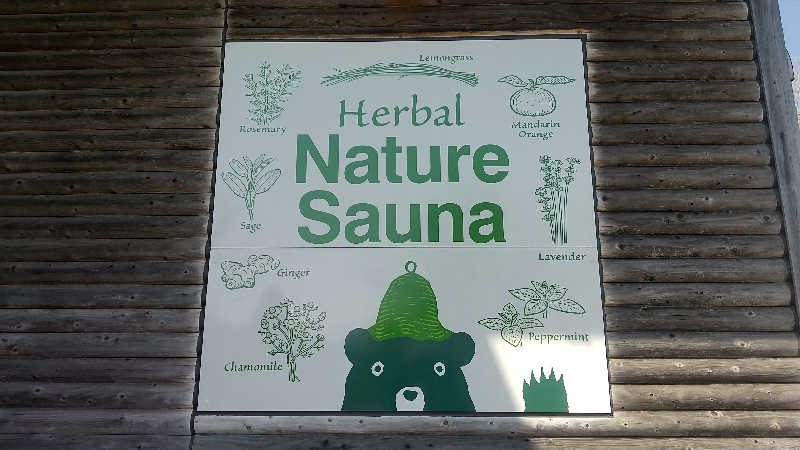 Lemongrass
Rosemary
Mandarin
Orange
Herbal
Nature
Sauna
Sage
Lavender
Ginger
Peppermint
Chamomile